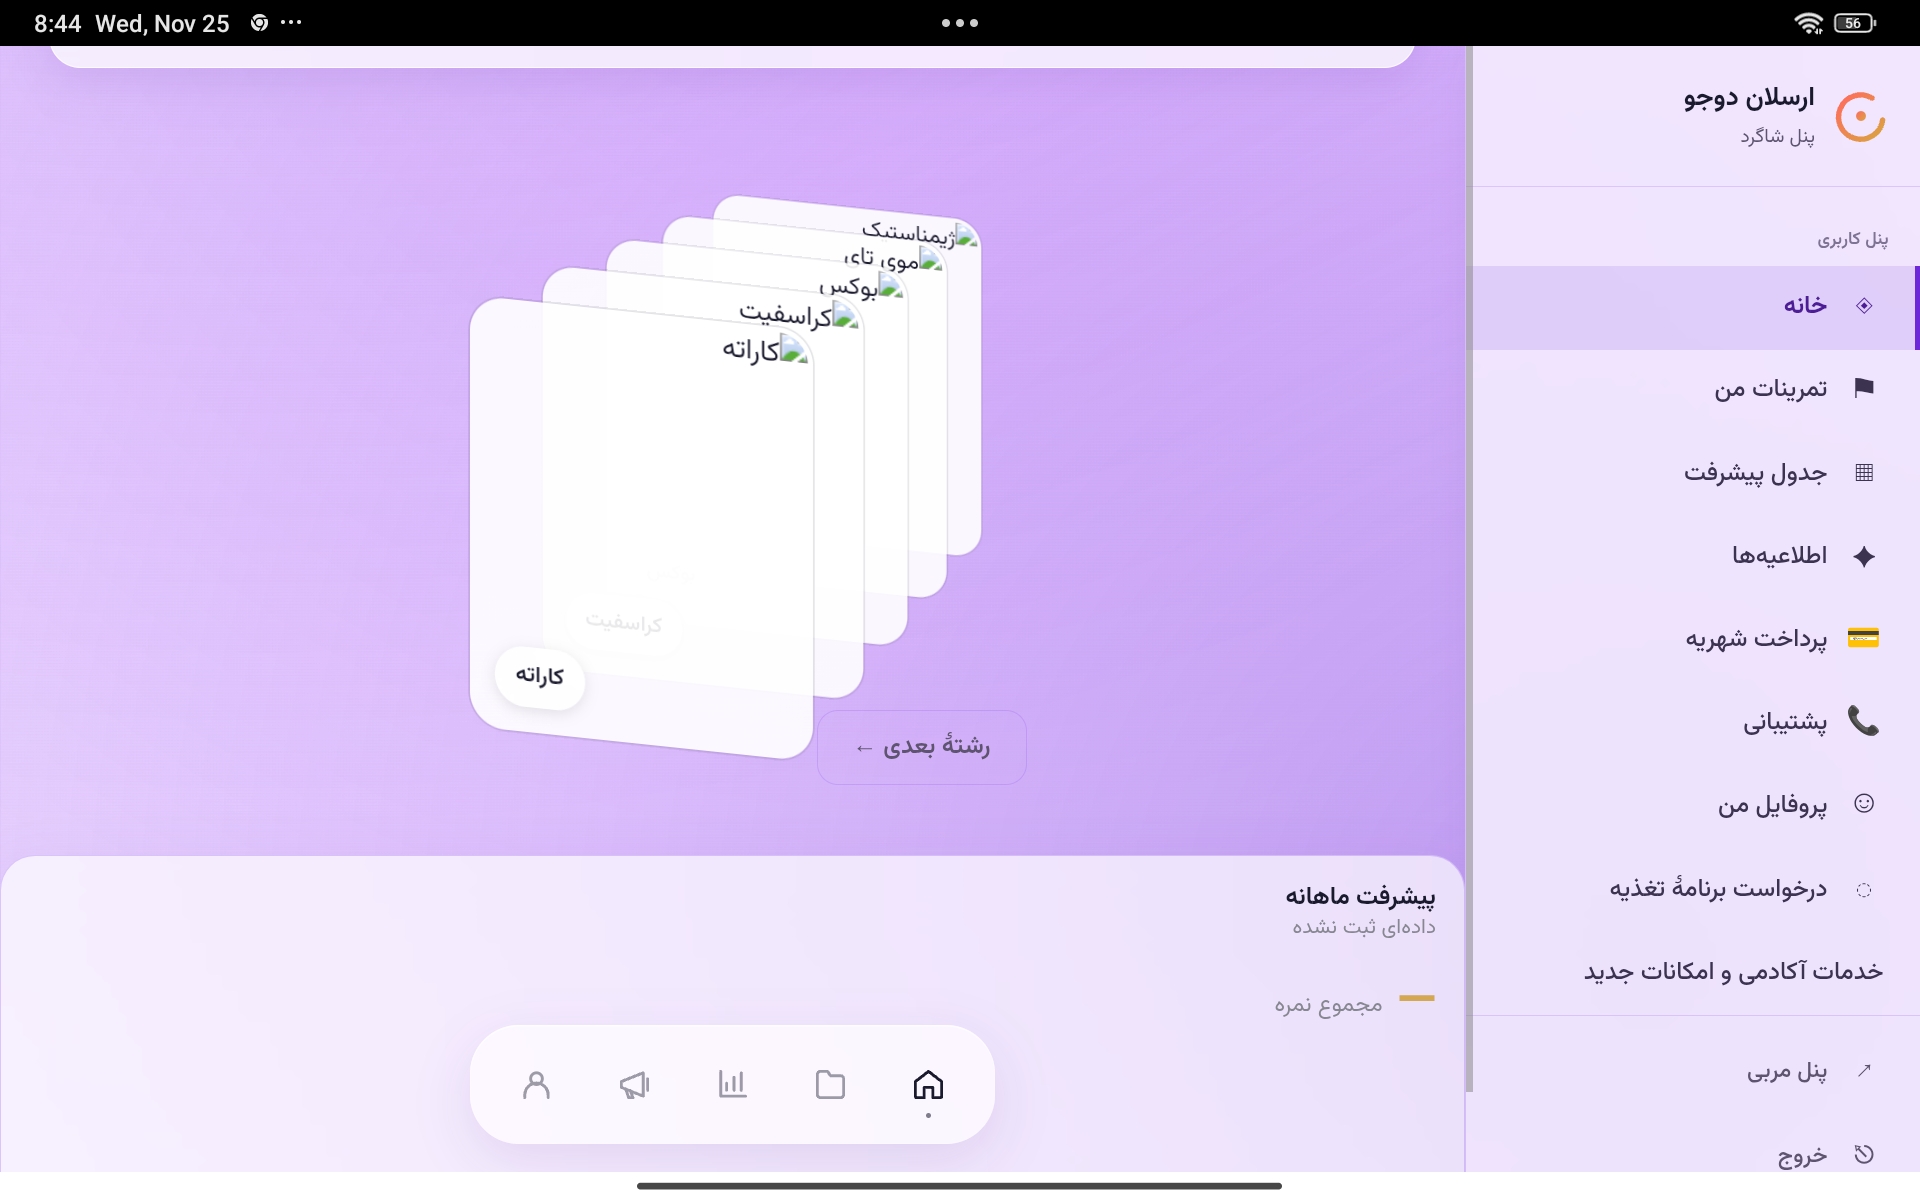 8:44 Wed, Nov 25
56
ارسلان دوجو
پنل شاگرد
پنل کاربری
خانه
تمرینات من
جدول پیشرفت
اطلاعیه‌ها
پرداخت شهریه
پشتیبانی
پروفایل من
درخواست برنامهٔ تغذیه
خدمات آکادمی و امکانات جدید
پنل مربی
خروج
ژیمناستیک
موی تای
بوکس
کراسفیت
کاراته
کراسفیت
کاراته
رشتهٔ بعدی ←
پیشرفت ماهانه
داده‌ای ثبت نشده
مجموع نمره